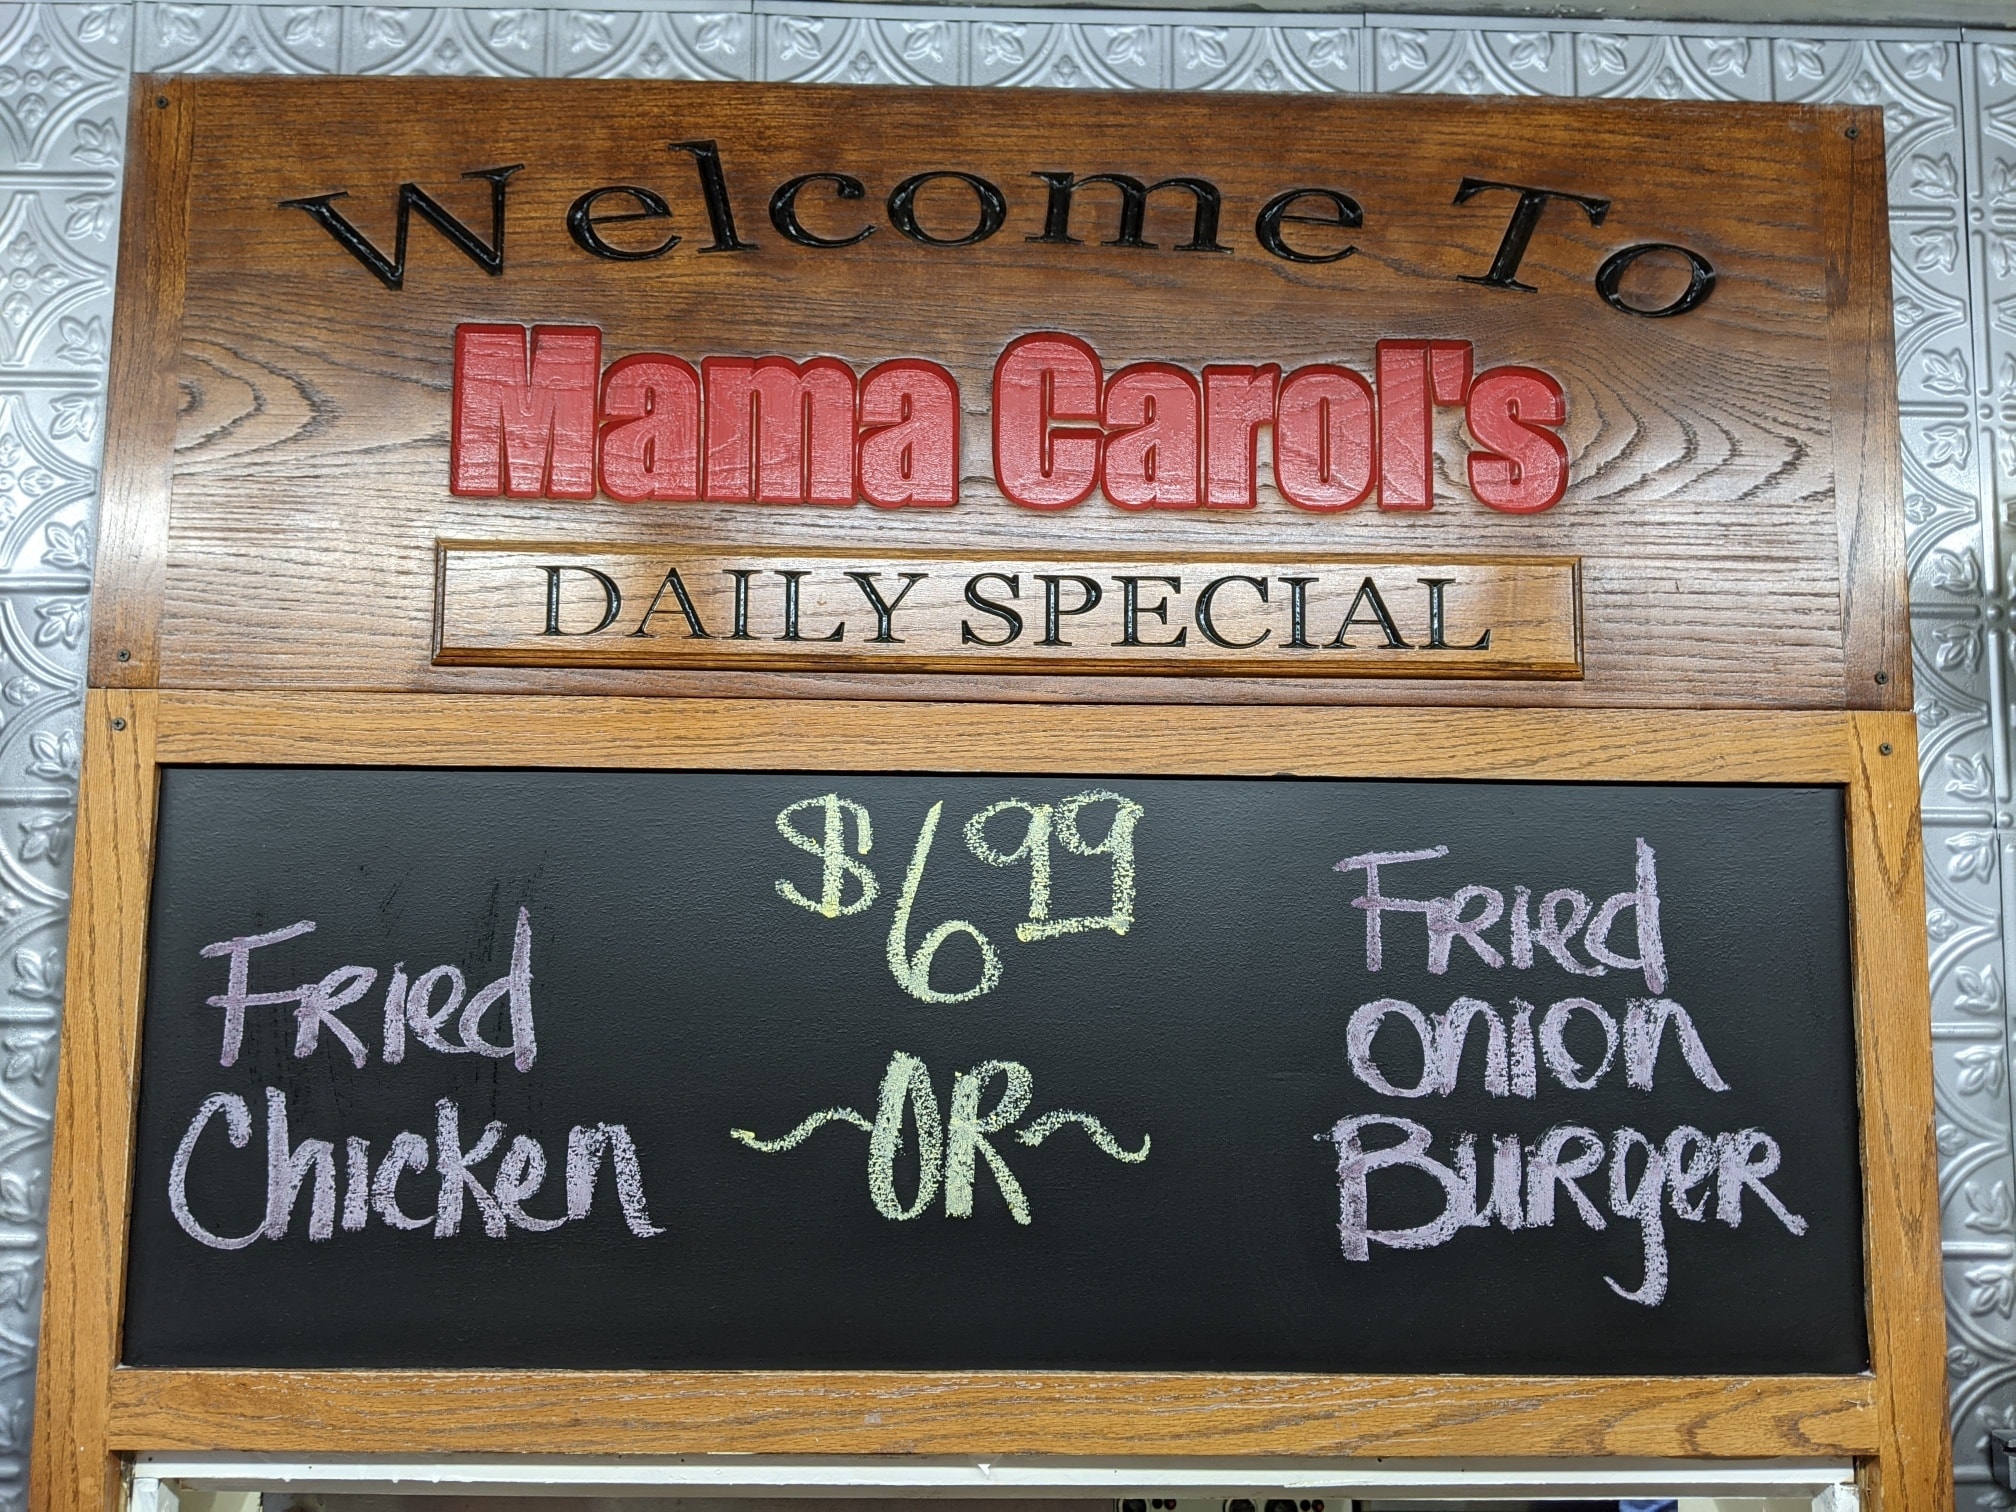 Welcome To
Mama Carol's
DAILY SPECIAL
$6.99
Fried
Chicken
~OR~
Fried
onion
Burger